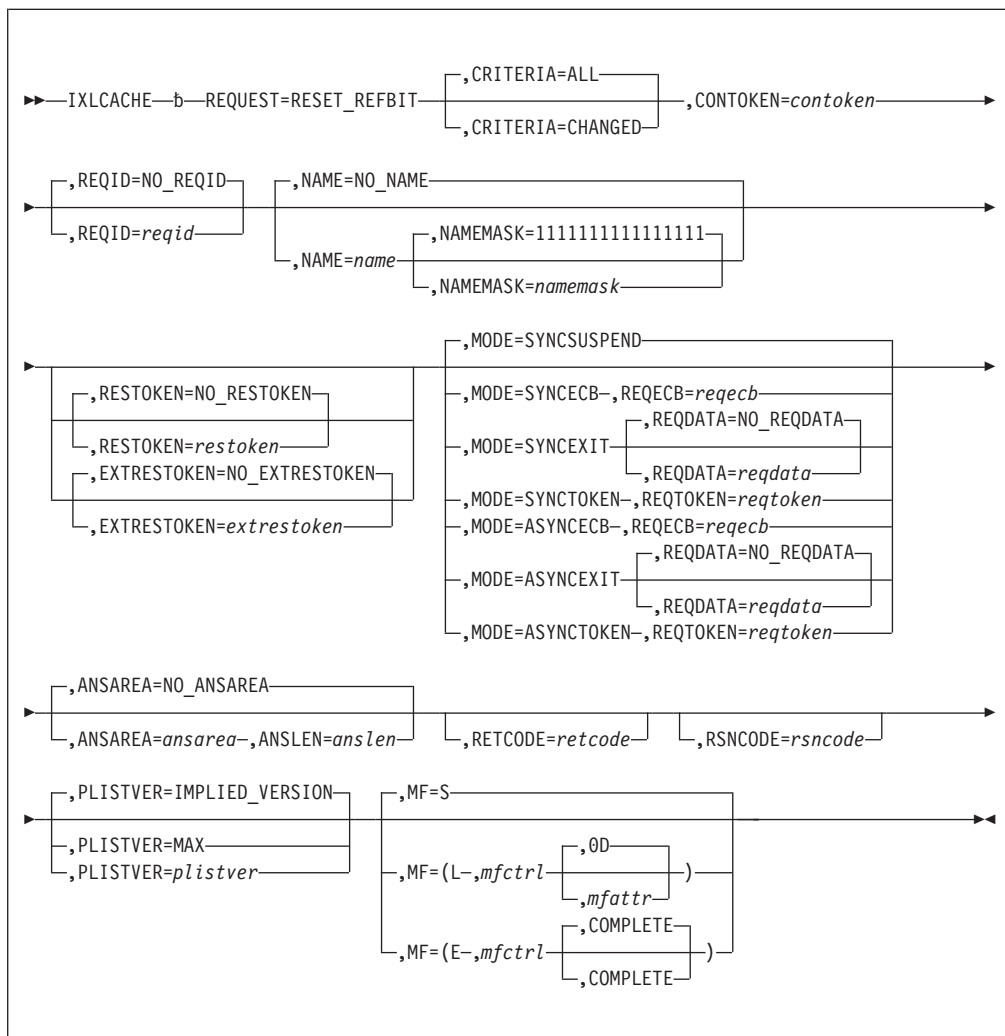 ,CRITERIA=ALL
IXLCACHE ƀ REQUEST=RESET_REFBIT ,CONTOKEN=contoken
,CRITERIA=CHANGED
,REQID=NO_REQID ,NAME=NO_NAME
,REQID=reqid ,NAMEMASK=1111111111111111
,NAME=name
,NAMEMASK=namemask
,MODE=SYNCSUSPEND
,RESTOKEN=NO_RESTOKEN ,MODE=SYNCECB ,REQECB=reqecb
,RESTOKEN=restoken ,REQDATA=NO_REQDATA
,MODE=SYNCEXIT
,EXTRESTOKEN=NO_EXTRESTOKEN ,REQDATA=reqdata
,MODE=SYNCTOKEN ,REQTOKEN=reqtoken
,EXTRESTOKEN=extrestoken ,MODE=ASYNCECB ,REQECB=reqecb
,REQDATA=NO_REQDATA
,MODE=ASYNCEXIT
,REQDATA=reqdata
,MODE=ASYNCTOKEN ,REQTOKEN=reqtoken
,ANSAREA=NO_ANSAREA
,ANSAREA=ansarea ,ANSLEN=anslen ,RETCODE=retcode ,RSNCODE=rsncode
,PLISTVER=IMPLIED_VERSION ,MF=S
,PLISTVER=MAX ,0D
,PLISTVER=plistver ,MF=(L ,mfctrl )
,mfattr
,COMPLETE
,MF=(E ,mfctrl )
,COMPLETE